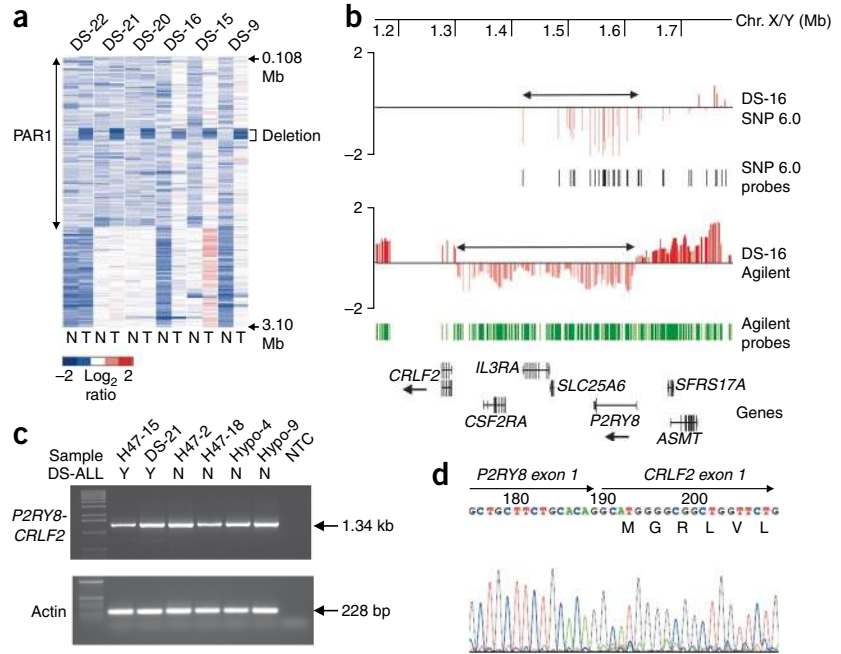 a
DS-22 DS-21 DS-20 DS-16 DS-15 DS-9
0.108 Mb
PAR1
Deletion
3.10 Mb
N T N T N T N T N T N T
–2 Log2 ratio 2
b
Chr. X/Y (Mb)
1.2 1.3 1.4 1.5 1.6 1.7
2
–2
DS-16 SNP 6.0
SNP 6.0 probes
2
–2
DS-16 Agilent
Agilent probes
CRLF2 IL3RA SLC25A6 SFRS17A
CSF2RA P2RY8 ASMT
Genes
c
Sample H47-15 DS-21 H47-2 H47-18 Hypo-4 Hypo-9 NTC
DS-ALL Y Y N N N N
P2RY8-CRLF2
1.34 kb
Actin
228 bp
d
P2RY8 exon 1 CRLF2 exon 1
180 190 200
GCTGCTTCTGCACAGGCATGGGGCGGCTGGTTCTG
M G R L V L